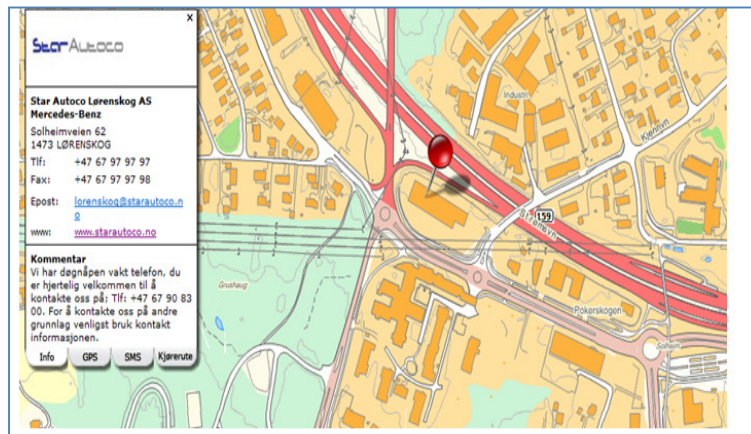 x
Star Autoco
Star Autoco Lørenskog AS
Mercedes-Benz
Solheimveien 62
1473 LØRENSKOG
Tlf: +47 67 97 97 97
Fax: +47 67 97 97 98
Epost: lorenskog@starautoco.n
o
www: www.starautoco.no
Kommentar
Vi har døgnåpen vakt telefon, du
er hjertelig velkommen til å
kontakte oss på; Tlf: +47 67 90 83
00. For å kontakte oss på andre
grunnlag venligst bruk kontakt
informasjonen.
Info GPS SMS Kjørerute
Industri
Kjennvn
159
Strømsvn
Grushaug
Pokerskogen
Solheim